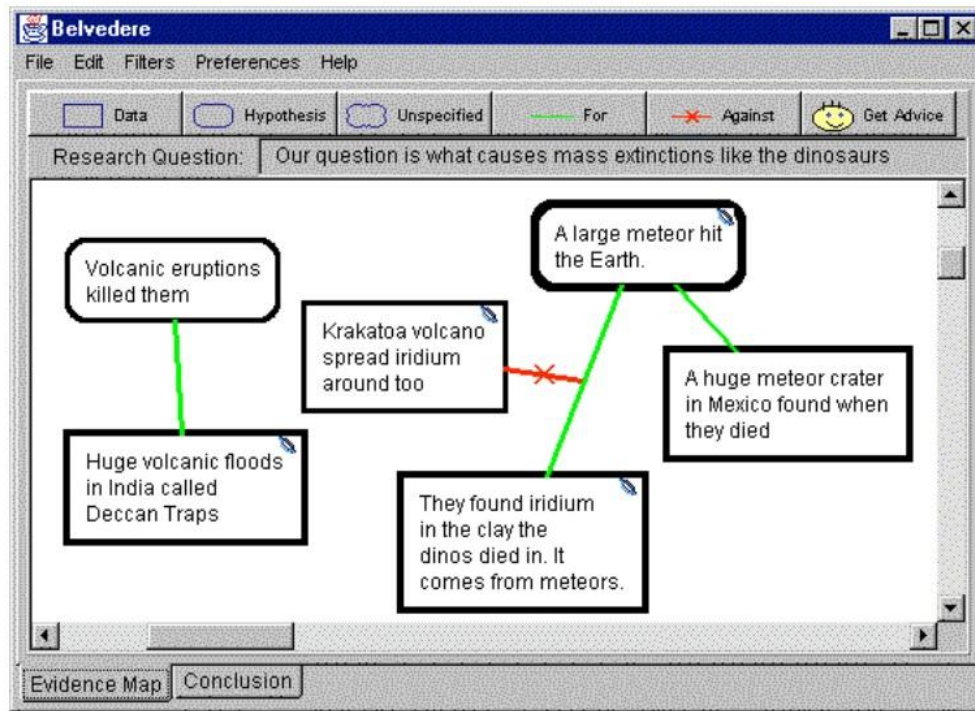 Belvedere
File Edit Filters Preferences Help
Data Hypothesis Unspecified For Against Get Advice
Research Question: Our question is what causes mass extinctions like the dinosaurs
Volcanic eruptions
killed them
Huge volcanic floods
in India called
Deccan Traps
Krakatoa volcano
spread iridium
around too
A large meteor hit
the Earth.
They found iridium
in the clay the
dinos died in. It
comes from meteors.
A huge meteor crater
in Mexico found when
they died
Evidence Map Conclusion